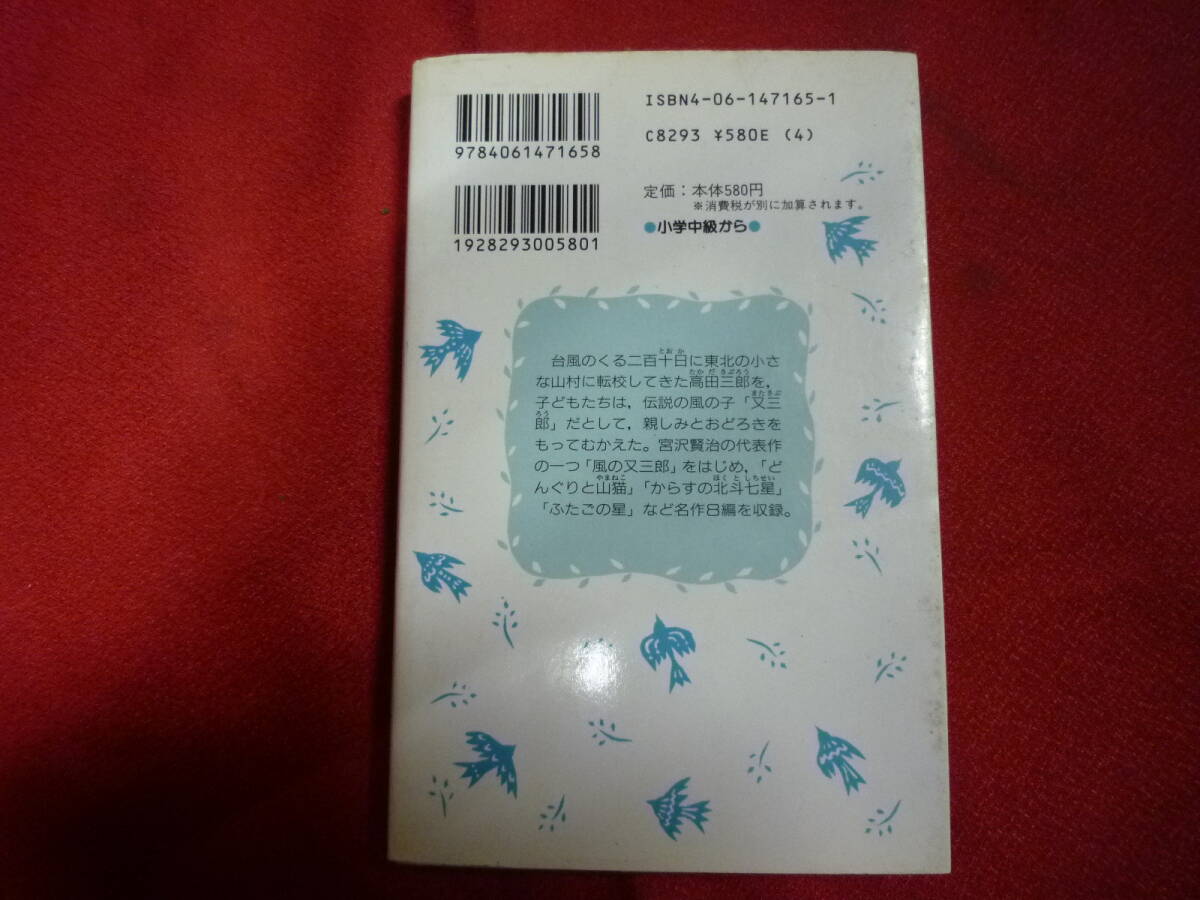 ISBN4-06-147165-1
9784061471658
C8293 ¥580E (4)
定価：本体580円
※消費税が別に加算されます。
1928293005801
●小学中級から●
台風のくる二百十日に東北の小さ
な山村に転校してきた高田三郎を，
子どもたちは，伝説の風の子「又三
郎」だとして，親しみとおどろきを
もってむかえた。宮沢賢治の代表作
の一つ「風の又三郎」をはじめ，「ど
んぐりと山猫」「からすの北斗七星」
「ふたごの星」など名作8編を収録。